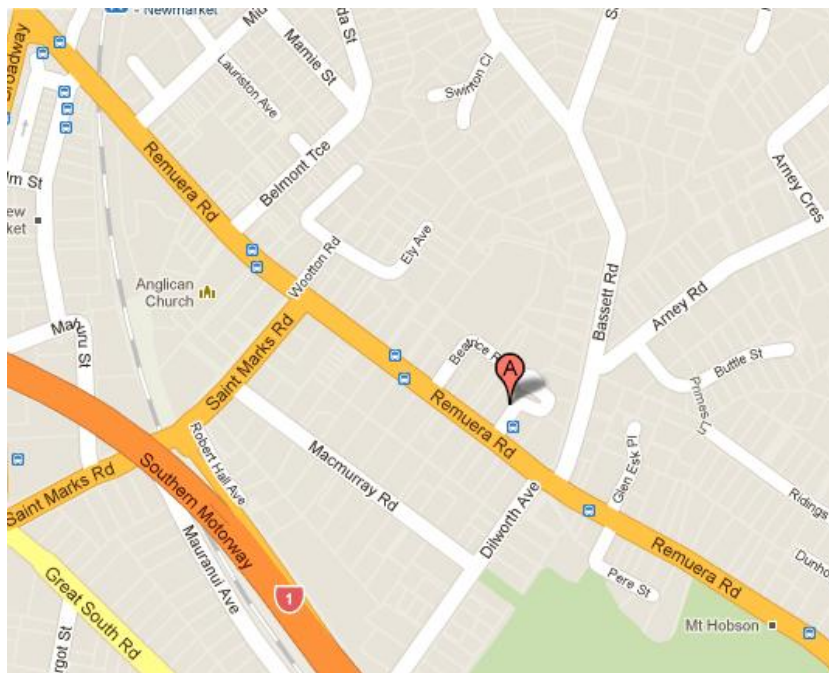 - Newmarket
Broadway
Mamie St
Lauriston Ave
Swinton Cl
Remuera Rd
Belmont Tce
Arney Cres
Ely Ave
Wootton Rd
Anglican
Church
Bassett Rd
Arney Rd
Saint Marks Rd
Beatrice R
A
Buttle St
Remuera Rd
Primes Ln
Robert Hall Ave
Macmurray Rd
Glen Esk Pl
Saint Marks Rd
Southern Motorway
Dilworth Ave
Ridings
Mauranui Ave
Remuera Rd
Great South Rd
Pere St
1
Mt Hobson